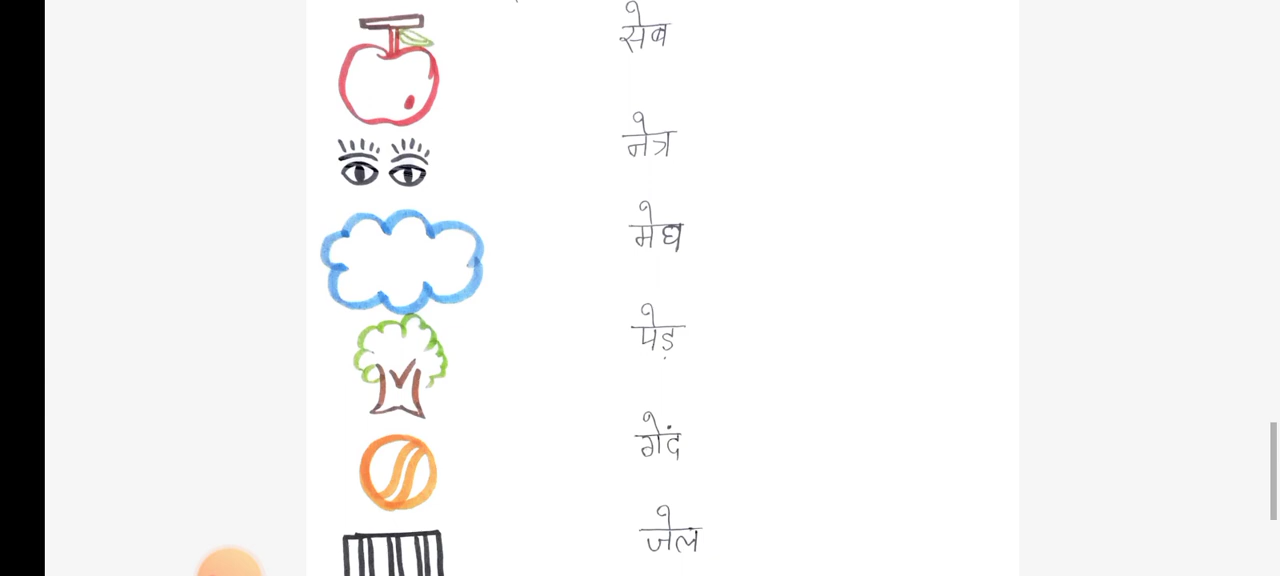 सेब
नेत्र
मेघ
पेड़
गेंद
जेल